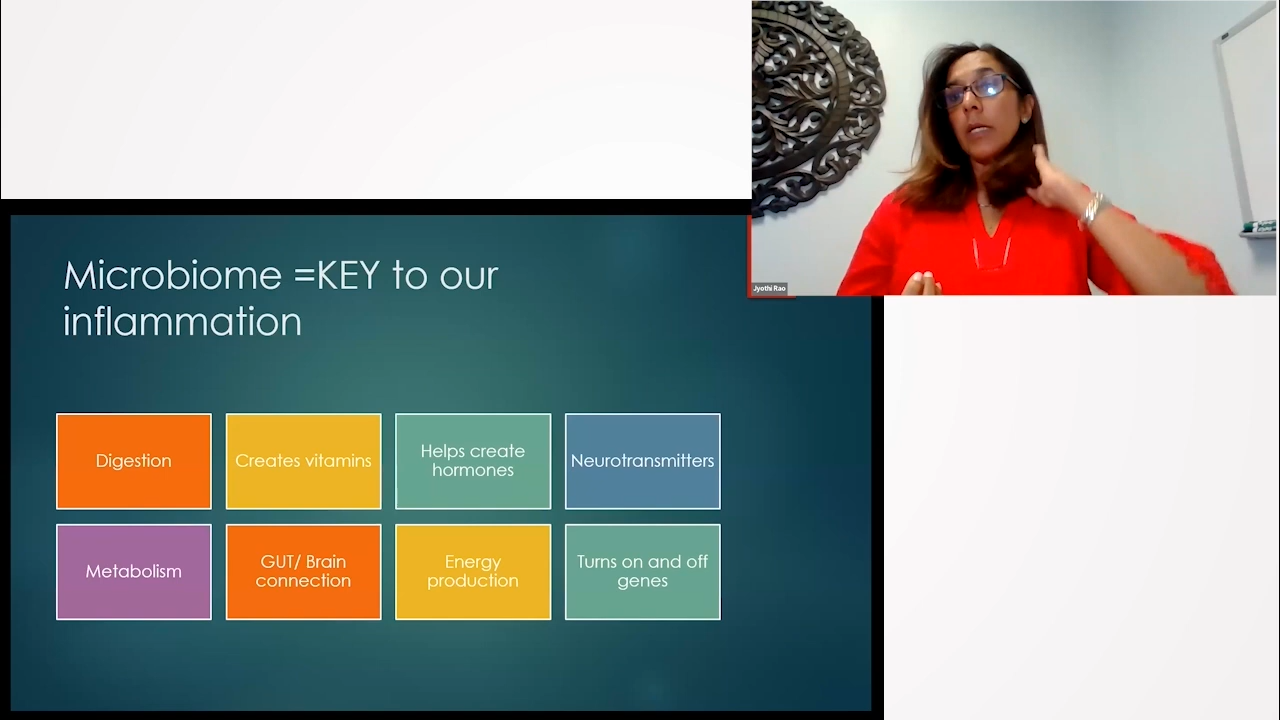 Jyothi Rao
Microbiome =KEY to our
inflammation
Digestion
Creates vitamins
Helps create
hormones
Neurotransmitters
Metabolism
GUT/ Brain
connection
Energy
production
Turns on and off
genes